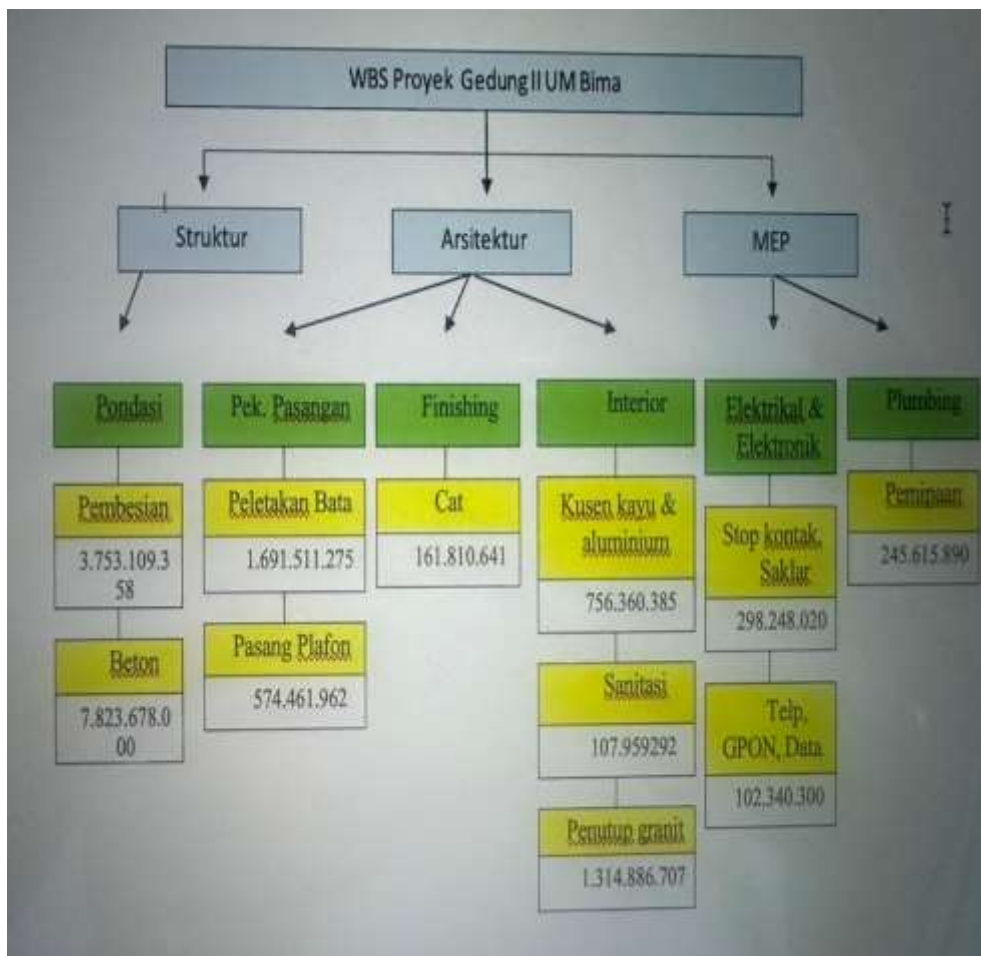 WBS Proyek Gedung II UM Bima
Struktur
Arsitektur
MEP
Pondasi
Pembesian
3.753.109.3
58
Beton
7.823.678.0
00
Pek. Pasangan
Peletakan Bata
1.691.511.275
Pasang Plafon
574.461.962
Finishing
Cat
161.810.641
Interior
Kusen kayu &
aluminium
756.360.385
Sanitasi
107.959292
Penutup granit
1.314.886.707
Elektrikal &
Elektronik
Stop kontak,
Saklar
298.248.020
Telp,
GPON, Data
102.340.300
Plumbing
Pemipaan
245.615.890